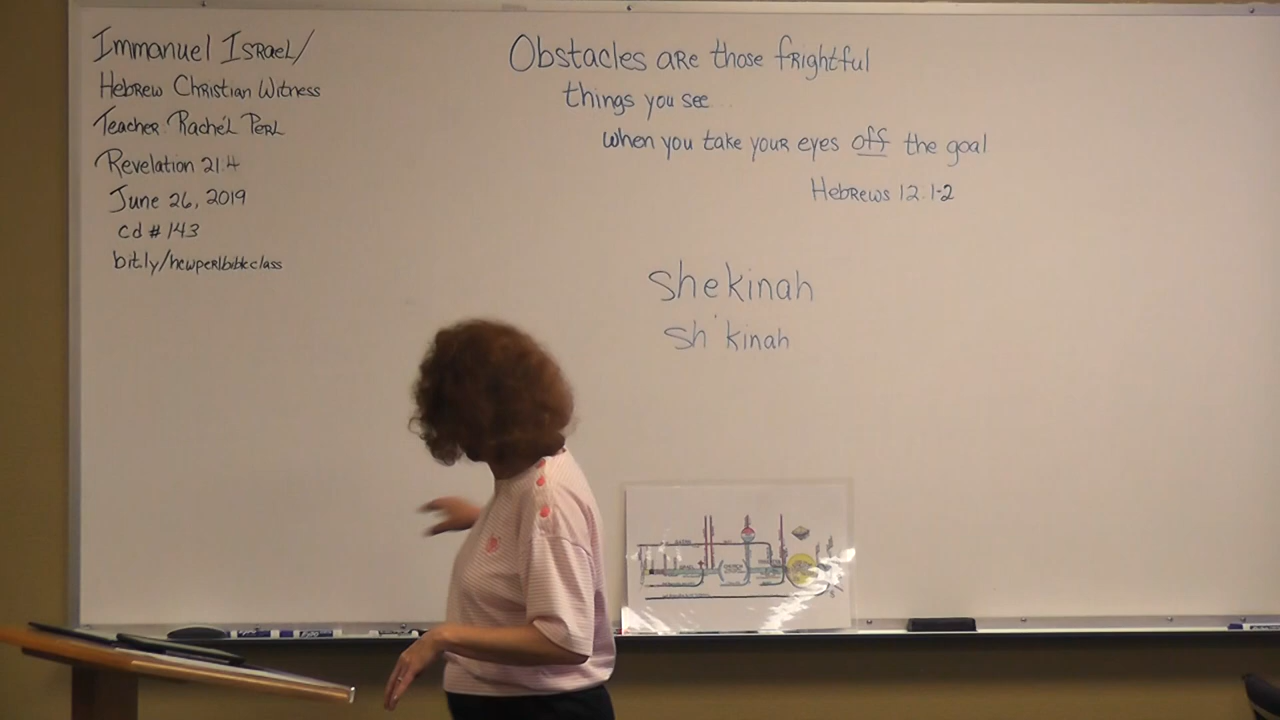 Immanuel Israel/
Hebrew Christian Witness
Teacher: Rachel Perl
Revelation 21:4
June 26, 2019
cd # 143
bit.ly/hcwperlbibleclass
Obstacles are those frightful
things you see...
when you take your eyes off the goal
Hebrews 12:1-2
shekinah
sh'kinah